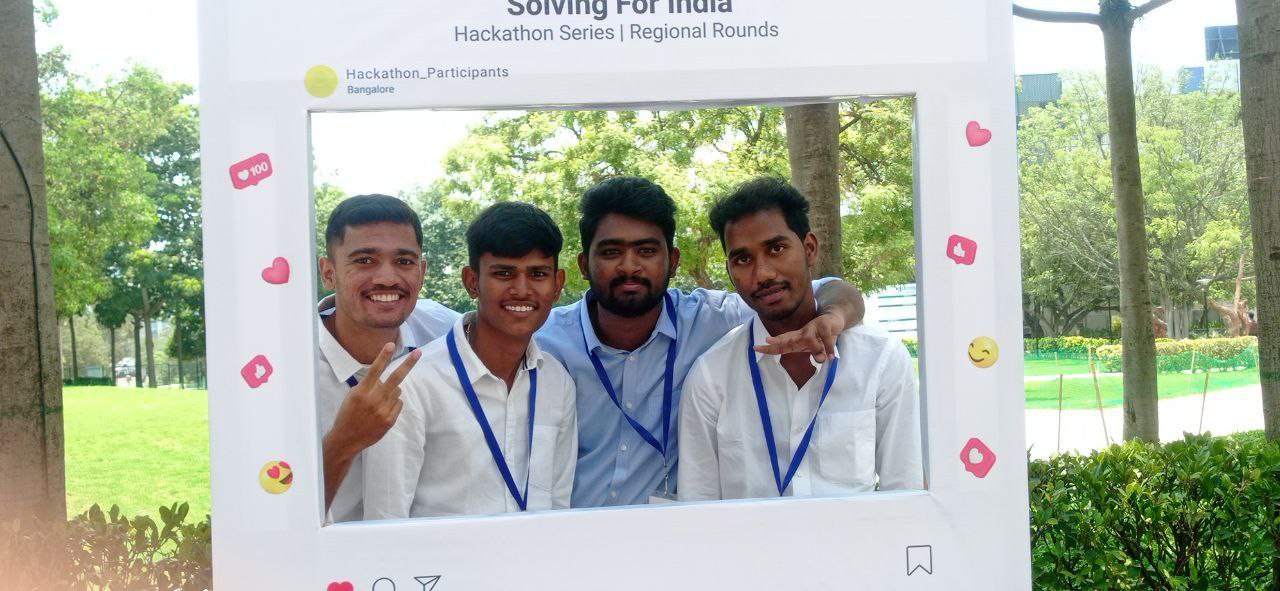 Solving For India
Hackathon Series | Regional Rounds
Hackathon_Participants
Bangalore
100